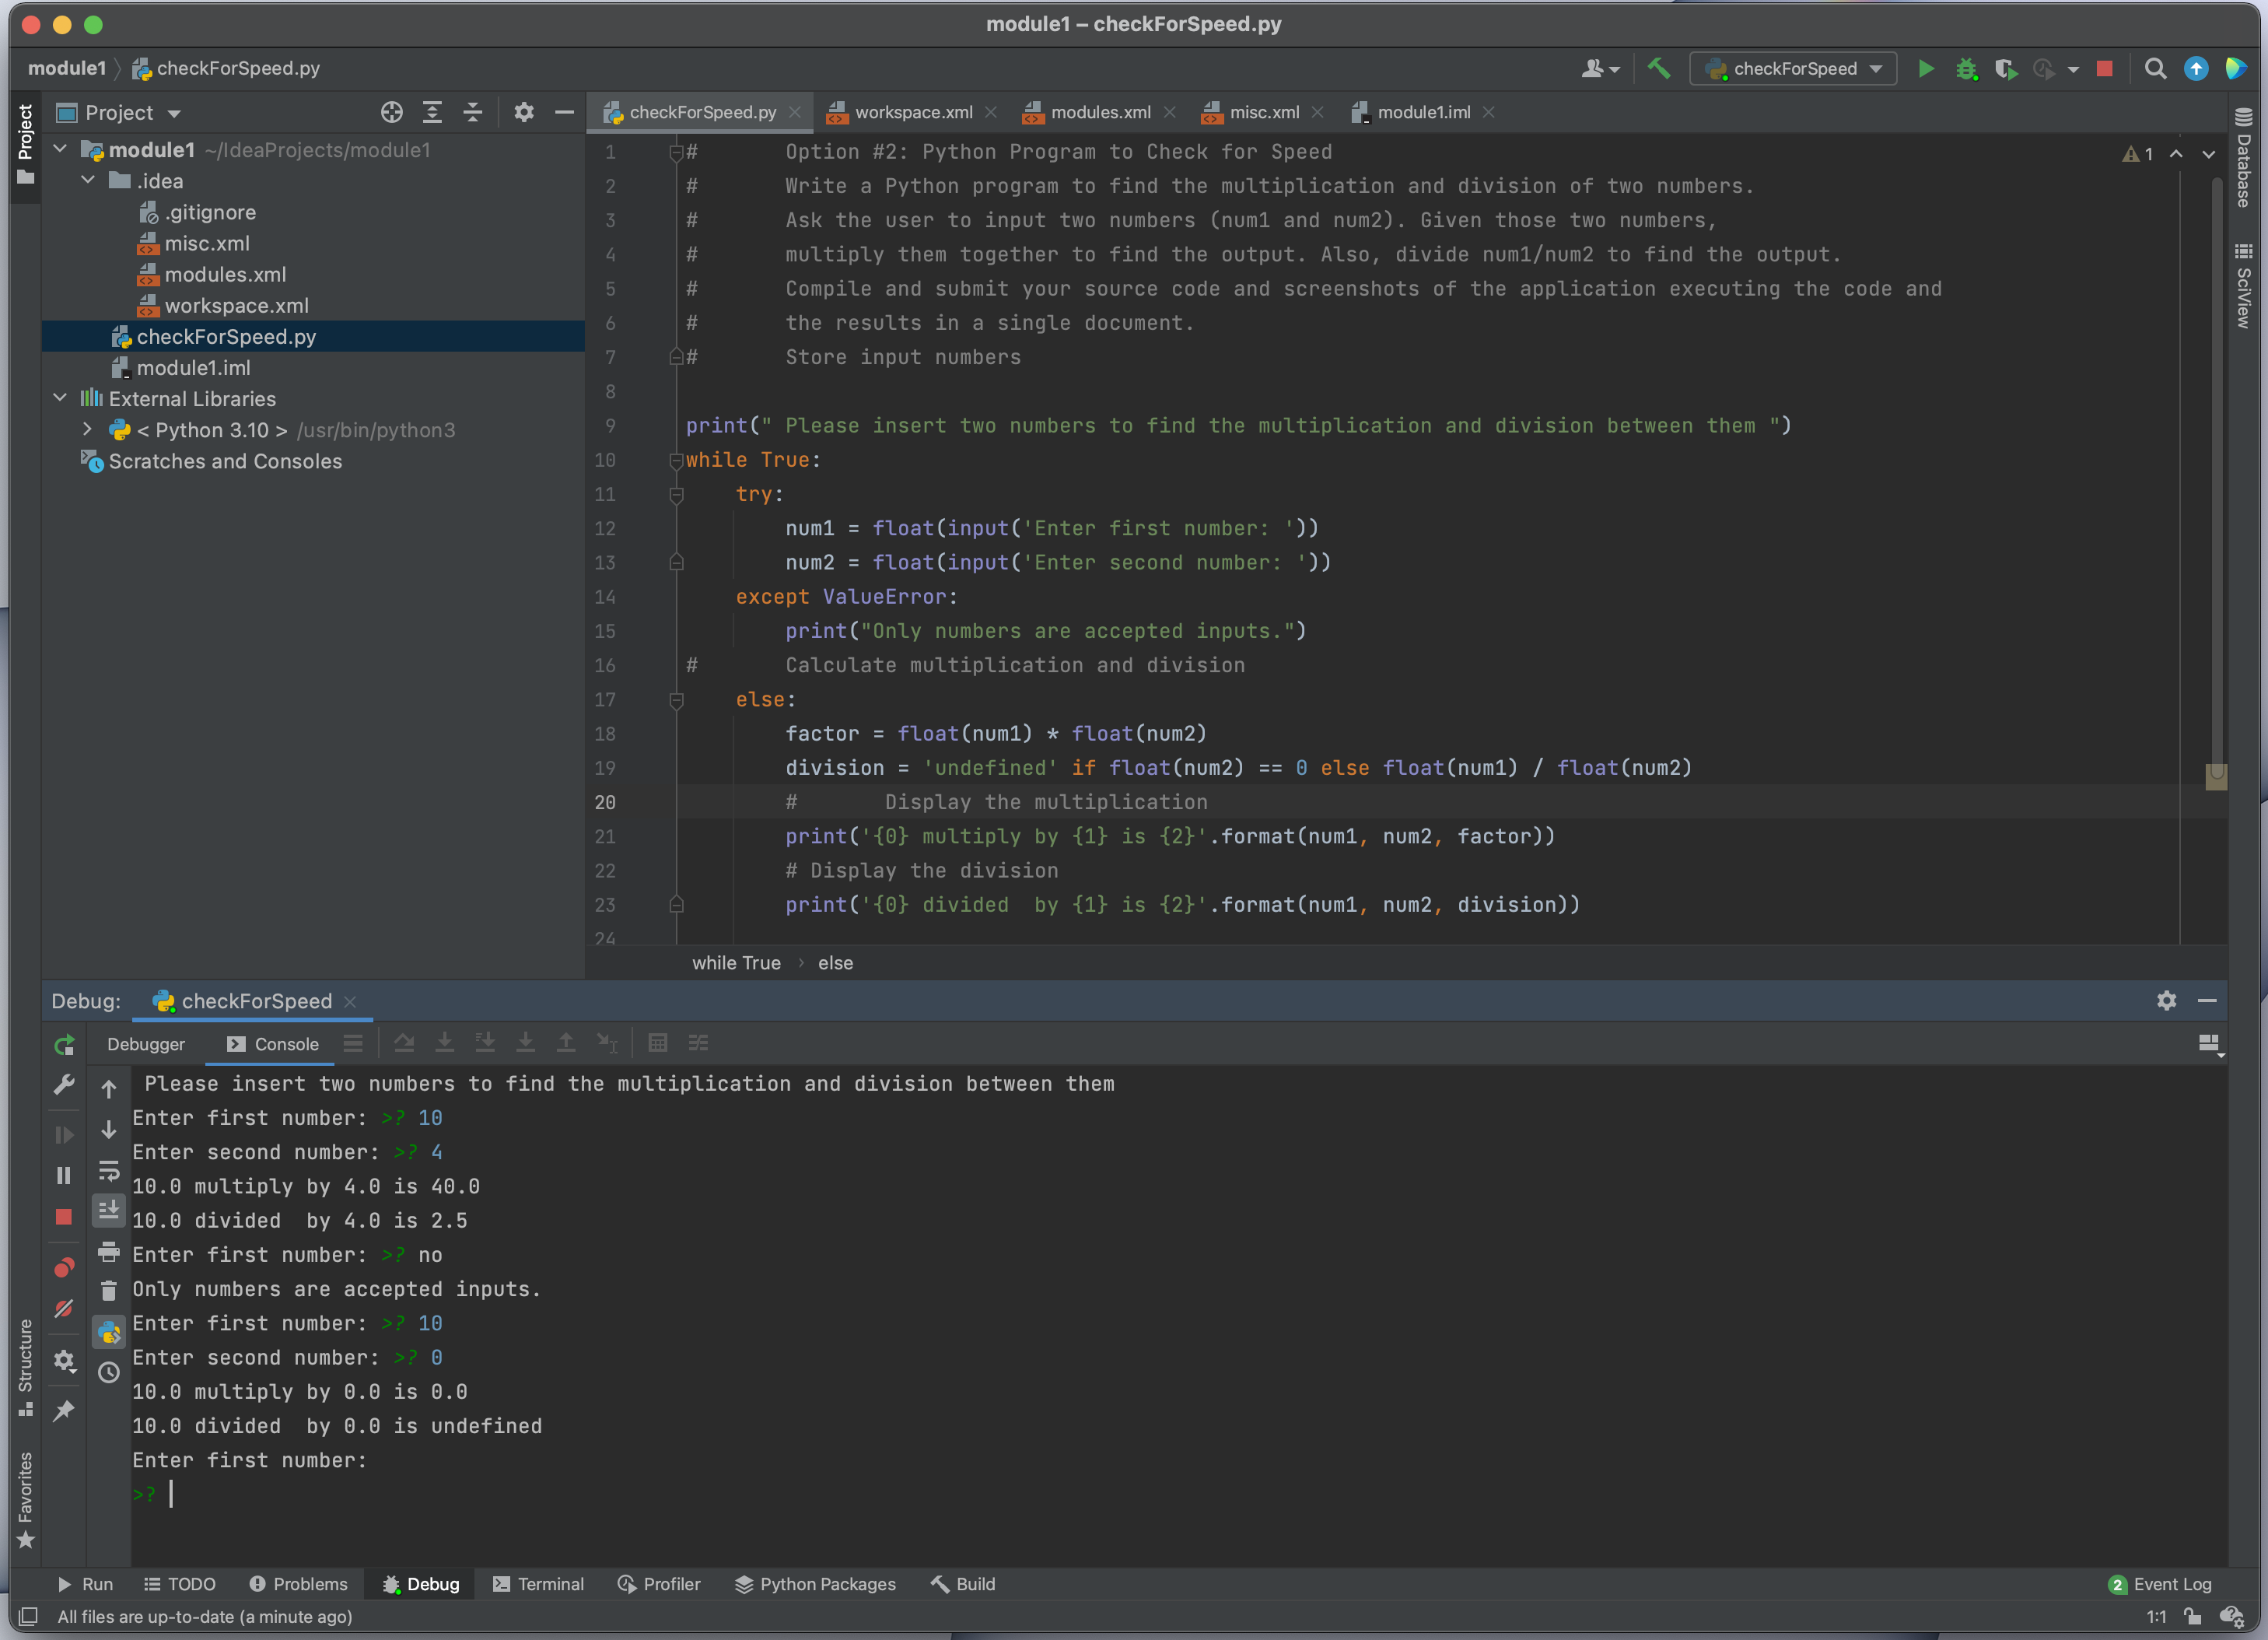 module1 – checkForSpeed.py
module1 checkForSpeed.py
checkForSpeed
Project
Project
checkForSpeed.py
workspace.xml
modules.xml
misc.xml
module1.iml
Database
SciView
module1 ~/IdeaProjects/module1
.idea
.gitignore
misc.xml
modules.xml
workspace.xml
checkForSpeed.py
module1.iml
External Libraries
< Python 3.10 > /usr/bin/python3
Scratches and Consoles
1
1 #       Option #2: Python Program to Check for Speed
2 #       Write a Python program to find the multiplication and division of two numbers.
3 #       Ask the user to input two numbers (num1 and num2). Given those two numbers,
4 #       multiply them together to find the output. Also, divide num1/num2 to find the output.
5 #       Compile and submit your source code and screenshots of the application executing the code and
6 #       the results in a single document.
7 #       Store input numbers
8
9 print(" Please insert two numbers to find the multiplication and division between them ")
10 while True:
11     try:
12         num1 = float(input('Enter first number: '))
13         num2 = float(input('Enter second number: '))
14     except ValueError:
15         print("Only numbers are accepted inputs.")
16 #       Calculate multiplication and division
17     else:
18         factor = float(num1) * float(num2)
19         division = 'undefined' if float(num2) == 0 else float(num1) / float(num2)
20         #       Display the multiplication
21         print('{0} multiply by {1} is {2}'.format(num1, num2, factor))
22         # Display the division
23         print('{0} divided  by {1} is {2}'.format(num1, num2, division))
24
while True › else
Debug: checkForSpeed
Debugger Console
 Please insert two numbers to find the multiplication and division between them
Enter first number: >? 10
Enter second number: >? 4
10.0 multiply by 4.0 is 40.0
10.0 divided  by 4.0 is 2.5
Enter first number: >? no
Only numbers are accepted inputs.
Enter first number: >? 10
Enter second number: >? 0
10.0 multiply by 0.0 is 0.0
10.0 divided  by 0.0 is undefined
Enter first number:
>?
Structure
Favorites
Run TODO Problems Debug Terminal Profiler Python Packages Build 2 Event Log
All files are up-to-date (a minute ago) 1:1